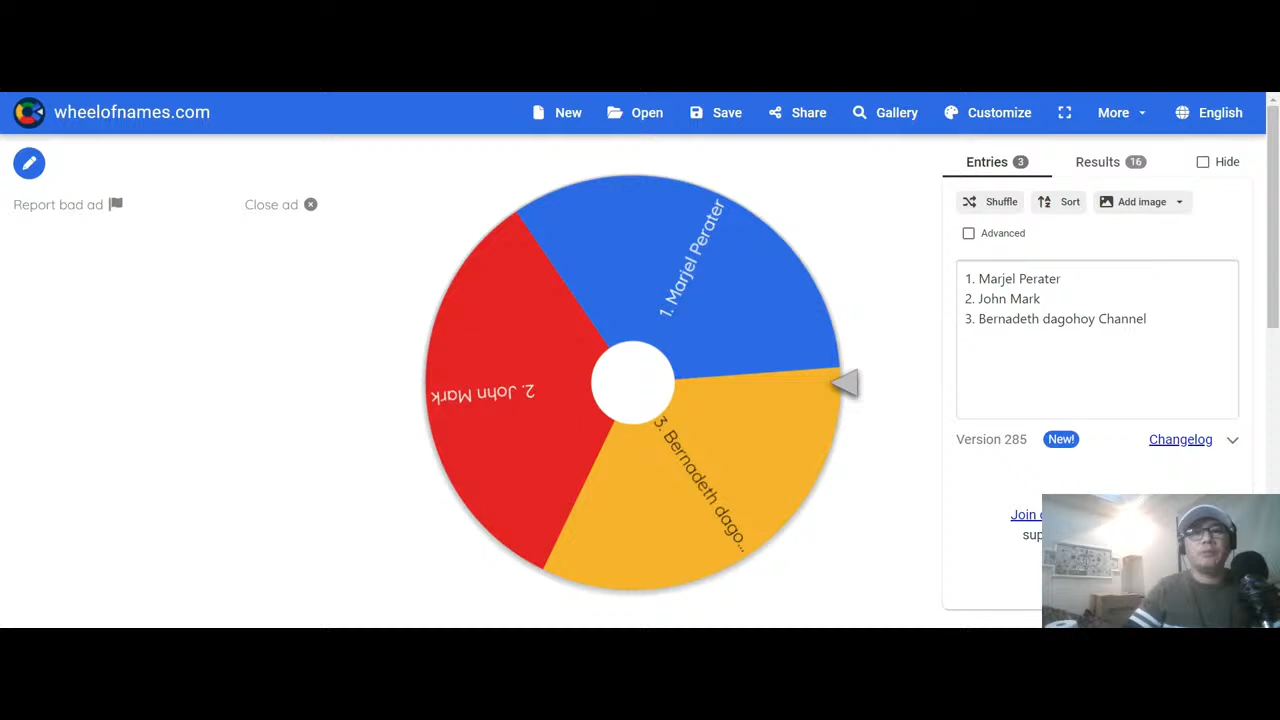 wheelofnames.com
New
Open
Save
Share
Gallery
Customize
More
English
Report bad ad
Close ad
Entries 3
Results 16
Hide
Shuffle
Sort
Add image
Advanced
1. Marjel Perater
2. John Mark
3. Bernadeth dagohoy Channel
1. Marjel Perater
2. John Mark
3. Bernadeth dago...
Version 285
New!
Changelog
Join